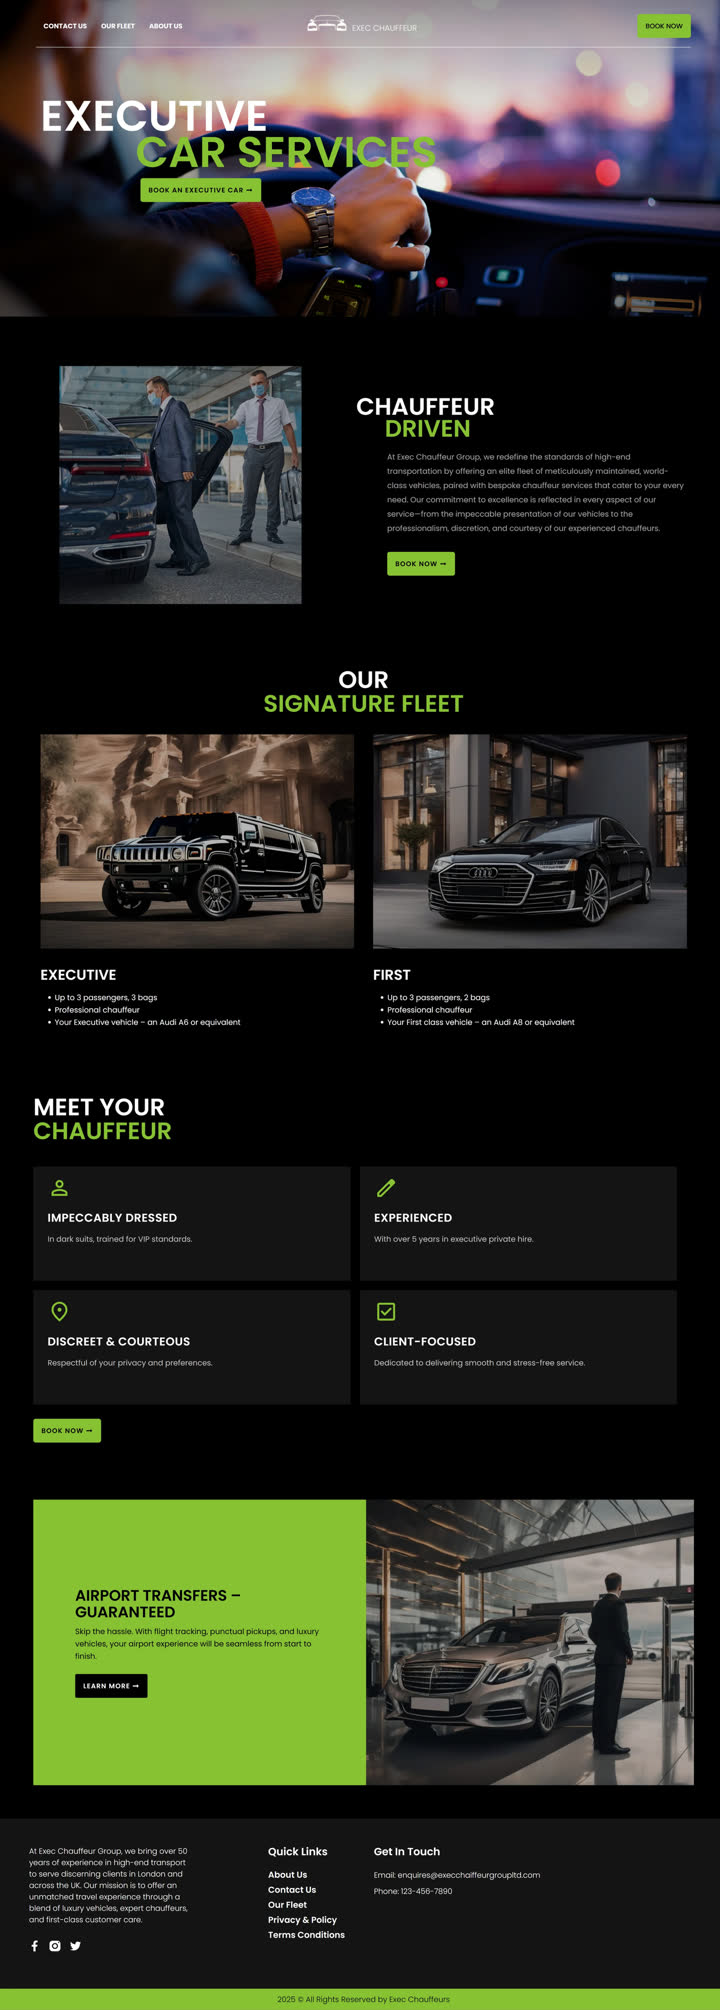 CONTACT US OUR FLEET ABOUT US EXEC CHAUFFEUR BOOK NOW
EXECUTIVE
CAR SERVICES
BOOK AN EXECUTIVE CAR ➞
CHAUFFEUR
DRIVEN
At Exec Chauffeur Group, we redefine the standards of high-end
transportation by offering an elite fleet of meticulously maintained, world-
class vehicles, paired with bespoke chauffeur services that cater to your every
need. Our commitment to excellence is reflected in every aspect of our
service—from the impeccable presentation of our vehicles to the
professionalism, discretion, and courtesy of our experienced chauffeurs.
BOOK NOW ➞
OUR
SIGNATURE FLEET
EXECUTIVE
• Up to 3 passengers, 3 bags
• Professional chauffeur
• Your Executive vehicle – an Audi A6 or equivalent
FIRST
• Up to 3 passengers, 2 bags
• Professional chauffeur
• Your First class vehicle – an Audi A8 or equivalent
MEET YOUR
CHAUFFEUR
IMPECCABLY DRESSED
In dark suits, trained for VIP standards.
EXPERIENCED
With over 5 years in executive private hire.
DISCREET & COURTEOUS
Respectful of your privacy and preferences.
CLIENT-FOCUSED
Dedicated to delivering smooth and stress-free service.
BOOK NOW ➞
AIRPORT TRANSFERS –
GUARANTEED
Skip the hassle. With flight tracking, punctual pickups, and luxury
vehicles, your airport experience will be seamless from start to
finish.
LEARN MORE ➞
At Exec Chauffeur Group, we bring over 50
years of experience in high-end transport
to serve discerning clients in London and
across the UK. Our mission is to offer an
unmatched travel experience through a
blend of luxury vehicles, expert chauffeurs,
and first-class customer care.
Quick Links
About Us
Contact Us
Our Fleet
Privacy & Policy
Terms Conditions
Get In Touch
Email: enquires@execchaiffeurgroupltd.com
Phone: 123-456-7890
2025 © All Rights Reserved by Exec Chauffeurs